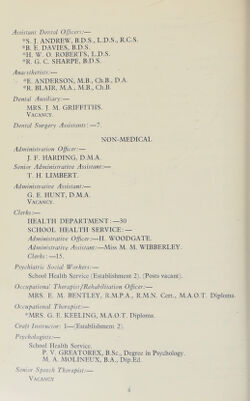 Assistant Dental Officers:—
*S. J. ANDREW, B.D.S., L.D.S., R.C.S.
*B. E. DAVIES, B.D.S.
*H. W. O. ROBERTS, L.D.S.
*R. G. C. SHARPE, B.D.S.
Anaesthetists:—
*E. ANDERSON, M.B., Ch.B., D.A.
*R. BLAIR, M.A., M.B., Ch.B.
Dental Auxiliary:—
MRS. J. M. GRIFFITHS.
VACANCY.
Dental Surgery Assistants:—7.
NON-MEDICAL
Administration Officer:—
J. F. HARDING, D.M.A.
Senior Administrative Assistant:—
T. H. LIMBERT.
Administrative Assistant:—
G. E. HUNT, D.M.A.
VACANCY.
Clerks:—
HEALTH DEPARTMENT:—30
SCHOOL HEALTH SERVICE:—
Administrative Officer:—H. WOODGATE.
Administrative Assistant:—Miss M. M. WIBBERLEY.
Clerks:—15.
Psychiatric Social Workers:—
School Health Service (Establishment 2). (Posts vacant).
Occupational Therapist/Rehabilitation Officer:—
MRS. E. M. BENTLEY, R.M.P.A., R.M.N. Cert., M.A.O.T. Diploma.
Occupational Therapist:—
*MRS. G. E. KEELING, M.A.O.T. Diploma.
Craft Instructor: 1—(Establishment 2).
Psychologists:—
School Health Service.
P. V. GREATOREX, B.Sc., Degree in Psychology.
M. A. MOLINEUX, B.A., Dip.Ed.
Senior Speech Therapist:—
VACANCY
4